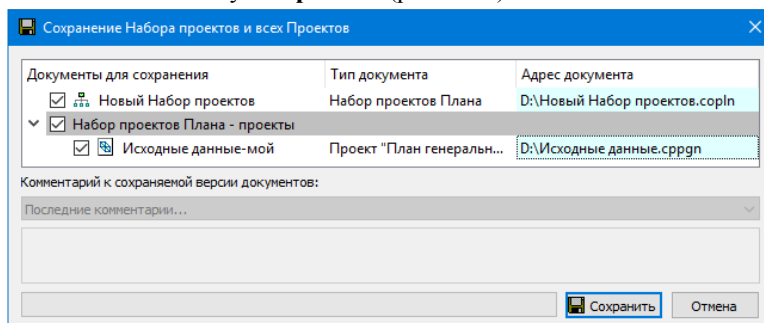 Сохранение Набора проектов и всех Проектов
Документы для сохранения Тип документа Адрес документа
Новый Набор проектов Набор проектов Плана D:\Новый Набор проектов.copln
Набор проектов Плана - проекты
Исходные данные-мой Проект "План генеральн... D:\Исходные данные.cppgn
Комментарий к сохраняемой версии документов:
Последние комментарии...
Сохранить Отмена